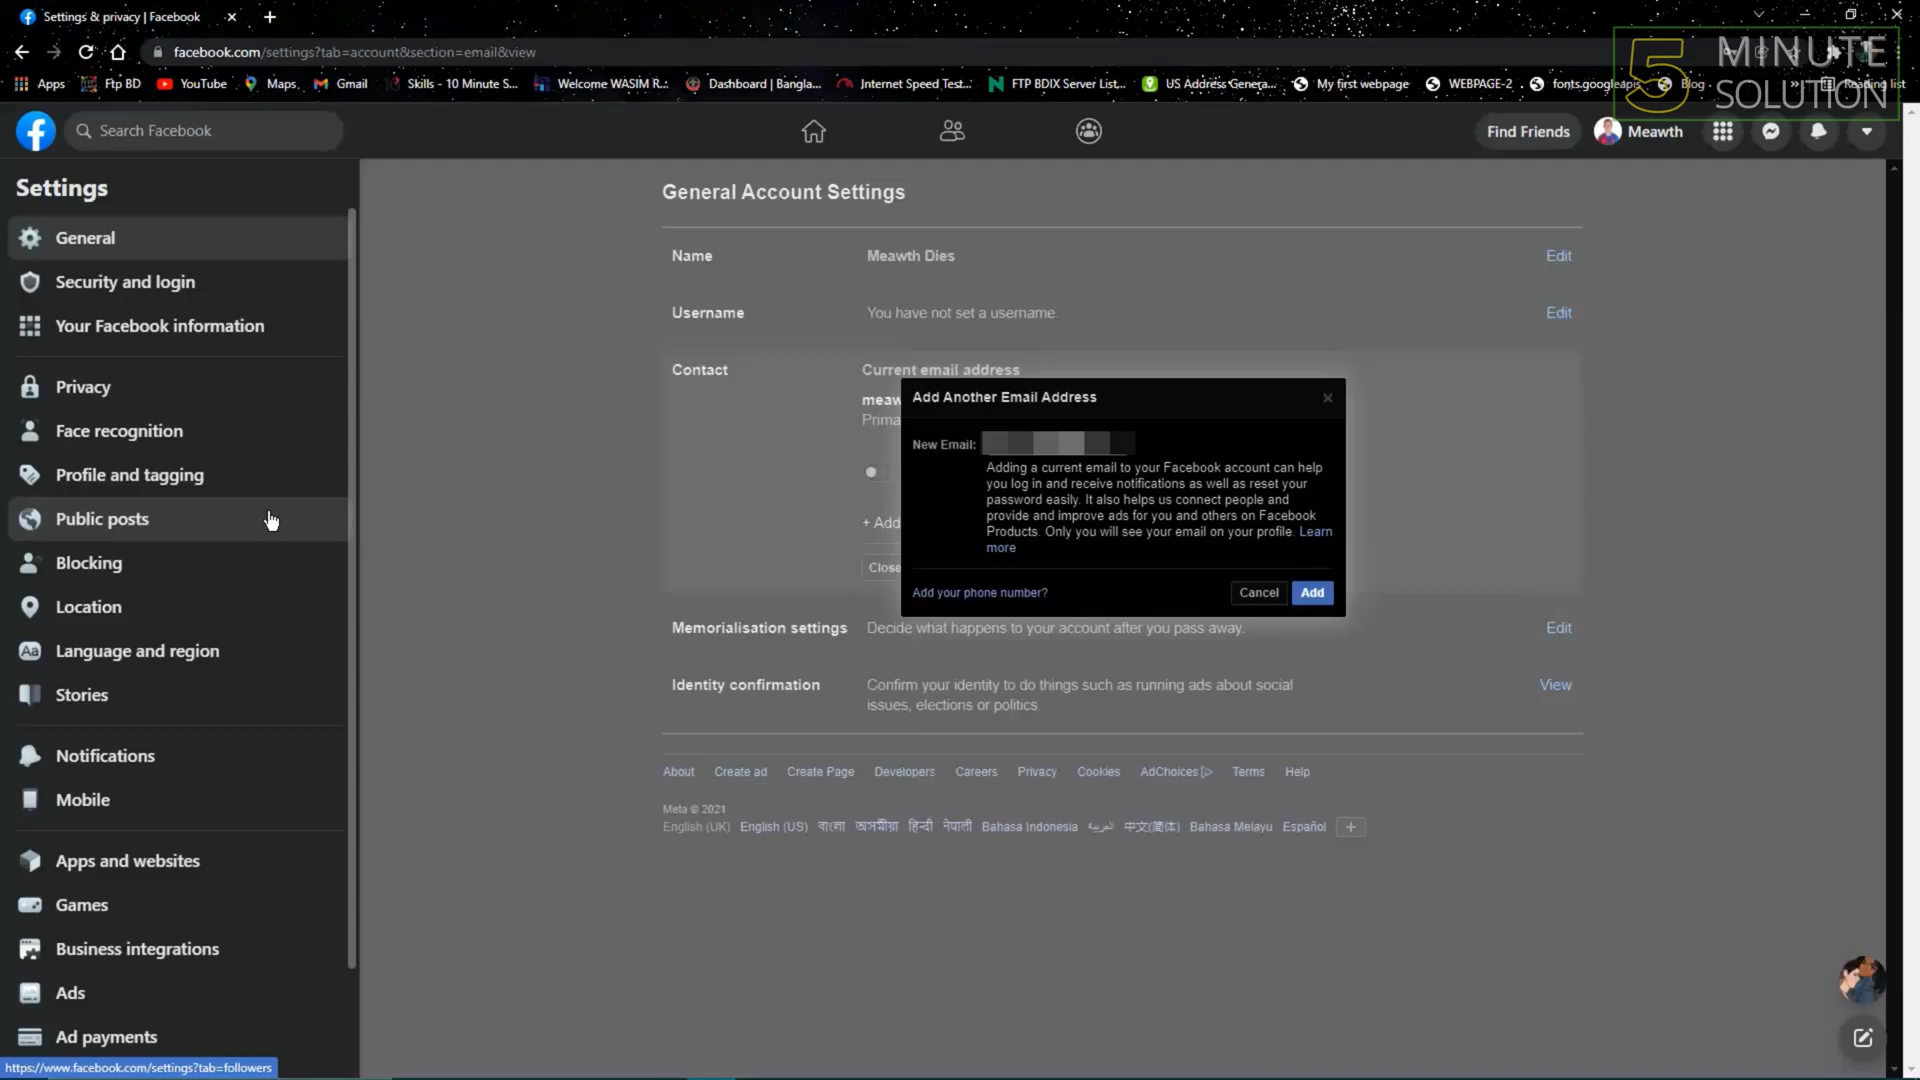 Settings & privacy | Facebook
facebook.com/settings?tab=account&section=email&view
Apps
Ftp BD
YouTube
Maps
Gmail
Skills - 10 Minute S...
Welcome WASIM R...
Dashboard | Bangla...
Internet Speed Test...
FTP BDIX Server List,...
US Address Genera...
My first webpage
WEBPAGE-2
fonts.googleapis
Blog
Reading list
5 MINUTE
SOLUTION
Search Facebook
Find Friends
Meawth
Settings
General
Security and login
Your Facebook information
Privacy
Face recognition
Profile and tagging
Public posts
Blocking
Location
Aa Language and region
Stories
Notifications
Mobile
Apps and websites
Games
Business integrations
Ads
Ad payments
https://www.facebook.com/settings?tab=followers
General Account Settings
Name Meawth Dies Edit
Username You have not set a username Edit
Contact Current email address
meaw
Prima
+ Add
Close
Add Another Email Address
New Email:
Adding a current email to your Facebook account can help
you log in and receive notifications as well as reset your
password easily. It also helps us connect people and
provide and improve ads for you and others on Facebook
Products. Only you will see your email on your profile. Learn
more
Add your phone number? Cancel Add
Memorialisation settings Decide what happens to your account after you pass away. Edit
Identity confirmation Confirm your identity to do things such as running ads about social View
issues, elections or politics.
About Create ad Create Page Developers Careers Privacy Cookies AdChoices Terms Help
Meta © 2021
English (UK) English (US) বাংলা অসমীয়া हिन्दी नेपाली Bahasa Indonesia العربية 中文(简体) Bahasa Melayu Español +